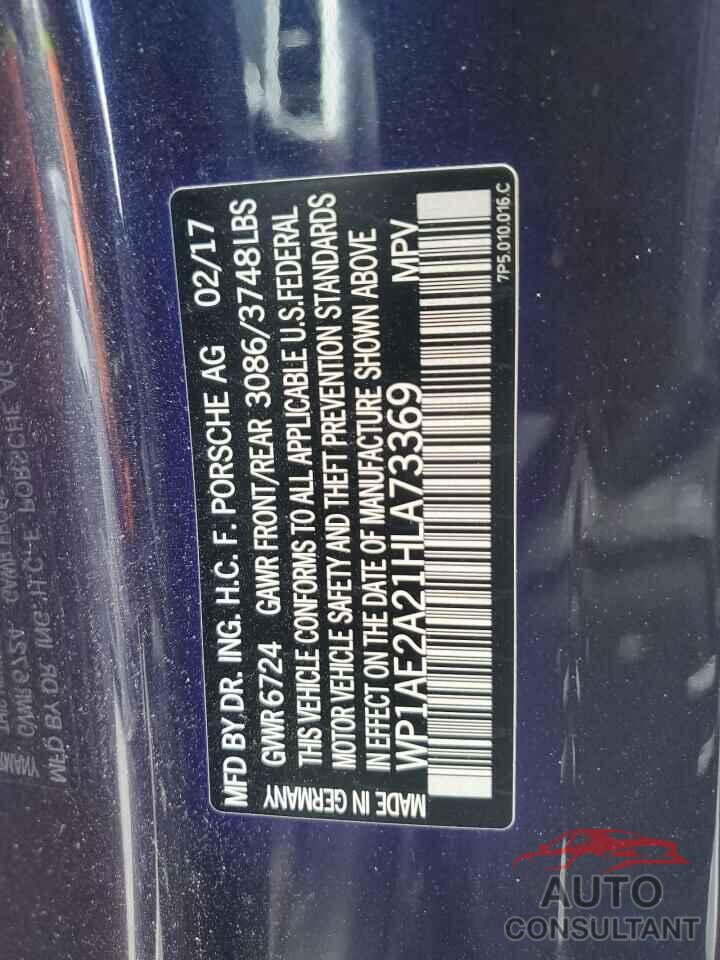 MFD BY DR. ING. H.C. F. PORSCHE AG 02/17
GVWR 6724 GAWR FRONT/REAR 3086/3748 LBS
THIS VEHICLE CONFORMS TO ALL APPLICABLE U.S. FEDERAL
MOTOR VEHICLE SAFETY AND THEFT PREVENTION STANDARDS
IN EFFECT ON THE DATE OF MANUFACTURE SHOWN ABOVE
MADE IN GERMANY WP1AE2A21HLA73369 MPV
7P5.010.016.C
AUTO
CONSULTANT